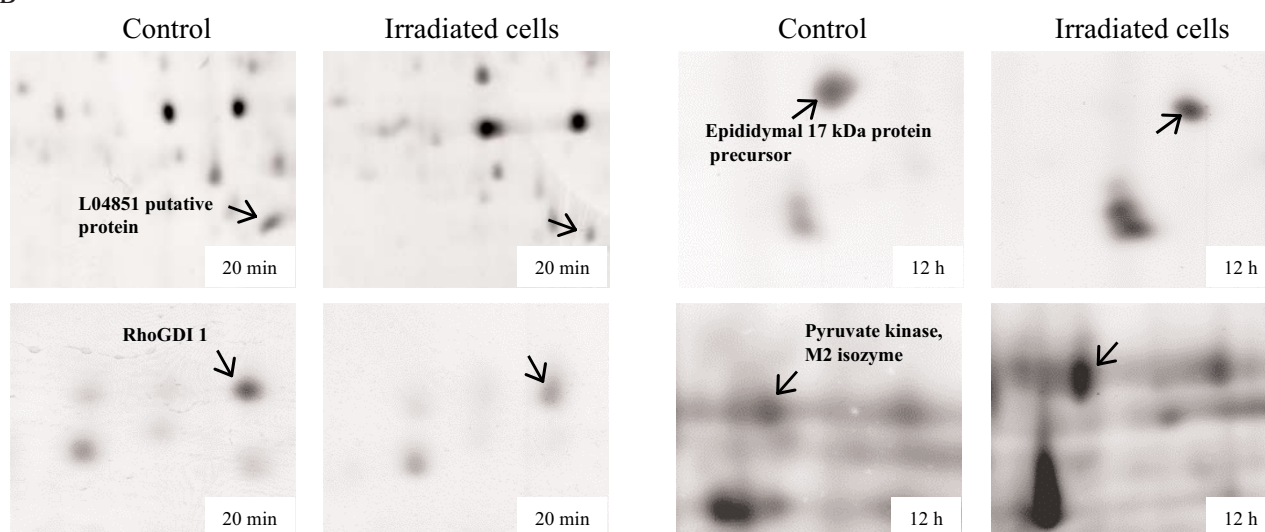 Control
Irradiated cells
Control
Irradiated cells
L04851 putative
protein
20 min
20 min
Epididymal 17 kDa protein
precursor
12 h
12 h
RhoGDI 1
20 min
20 min
Pyruvate kinase,
M2 isozyme
12 h
12 h